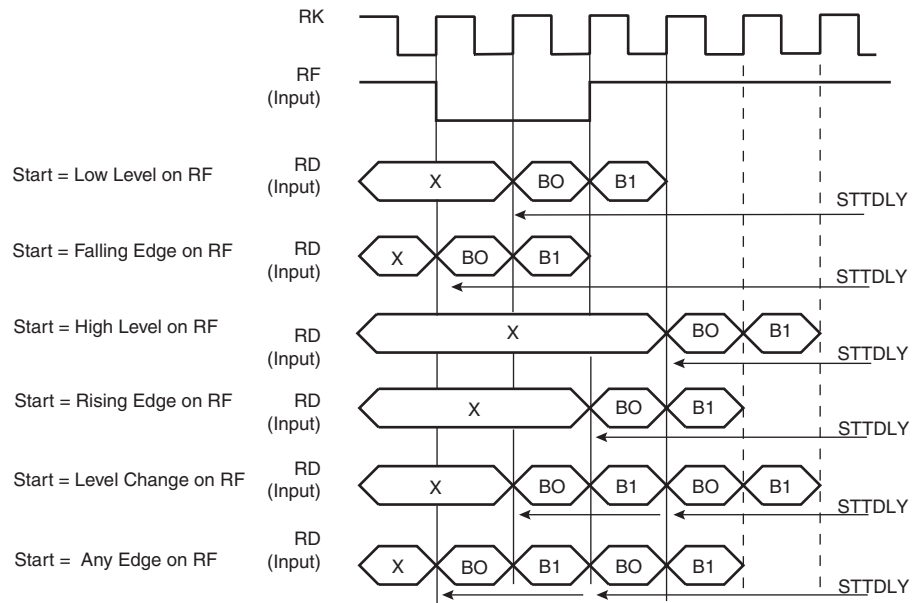 RK
RF
(Input)
Start = Low Level on RF
RD
(Input)
X
BO
B1
STTDLY
Start = Falling Edge on RF
RD
(Input)
X
BO
B1
STTDLY
Start = High Level on RF
RD
(Input)
X
BO
B1
STTDLY
Start = Rising Edge on RF
RD
(Input)
X
BO
B1
STTDLY
Start = Level Change on RF
RD
(Input)
X
BO
B1
BO
B1
STTDLY
Start = Any Edge on RF
RD
(Input)
X
BO
B1
BO
B1
STTDLY